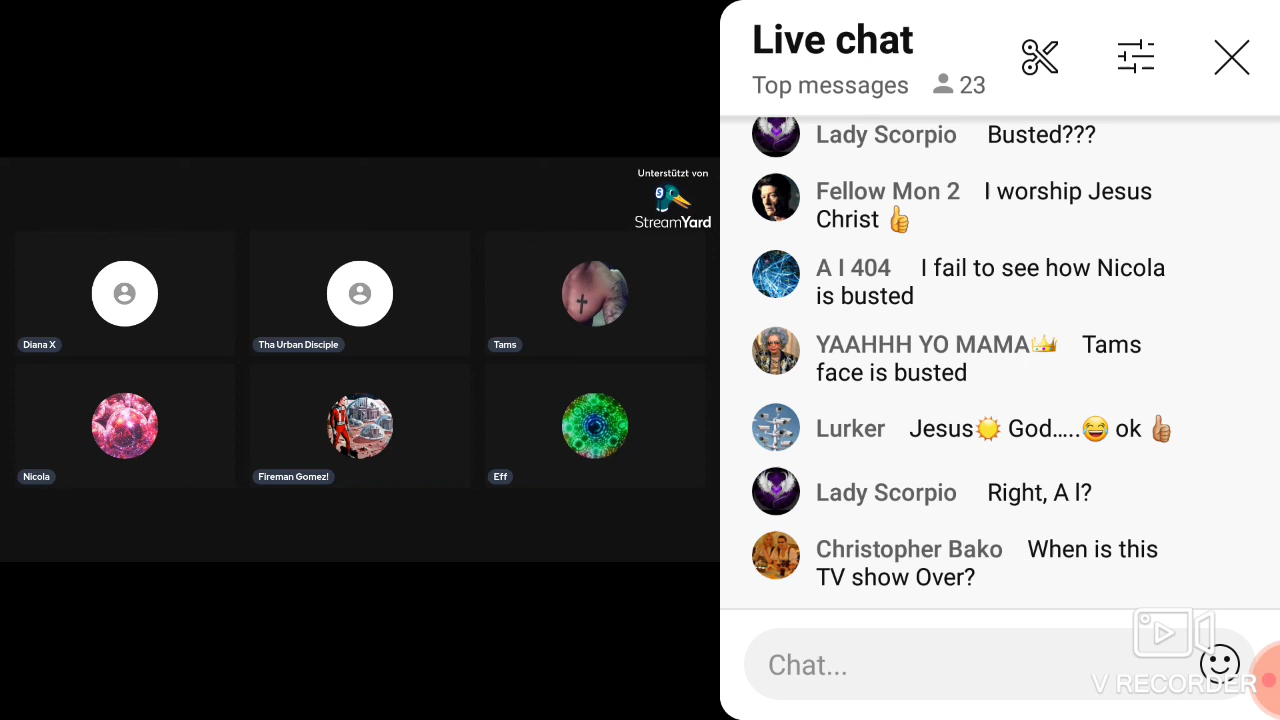 Unterstützt von
StreamYard
Diana X
Tha Urban Disciple
Tams
Nicola
Fireman Gomez!
Eff
Live chat
Top messages 23
Lady Scorpio Busted???
Fellow Mon 2 I worship Jesus
Christ 👍
A I 404 I fail to see how Nicola
is busted
YAAHHH YO MAMA👑 Tams
face is busted
Lurker Jesus☀️ God.....😂 ok 👍
Lady Scorpio Right, A I?
Christopher Bako When is this
TV show Over?
Chat...
V RECORDER